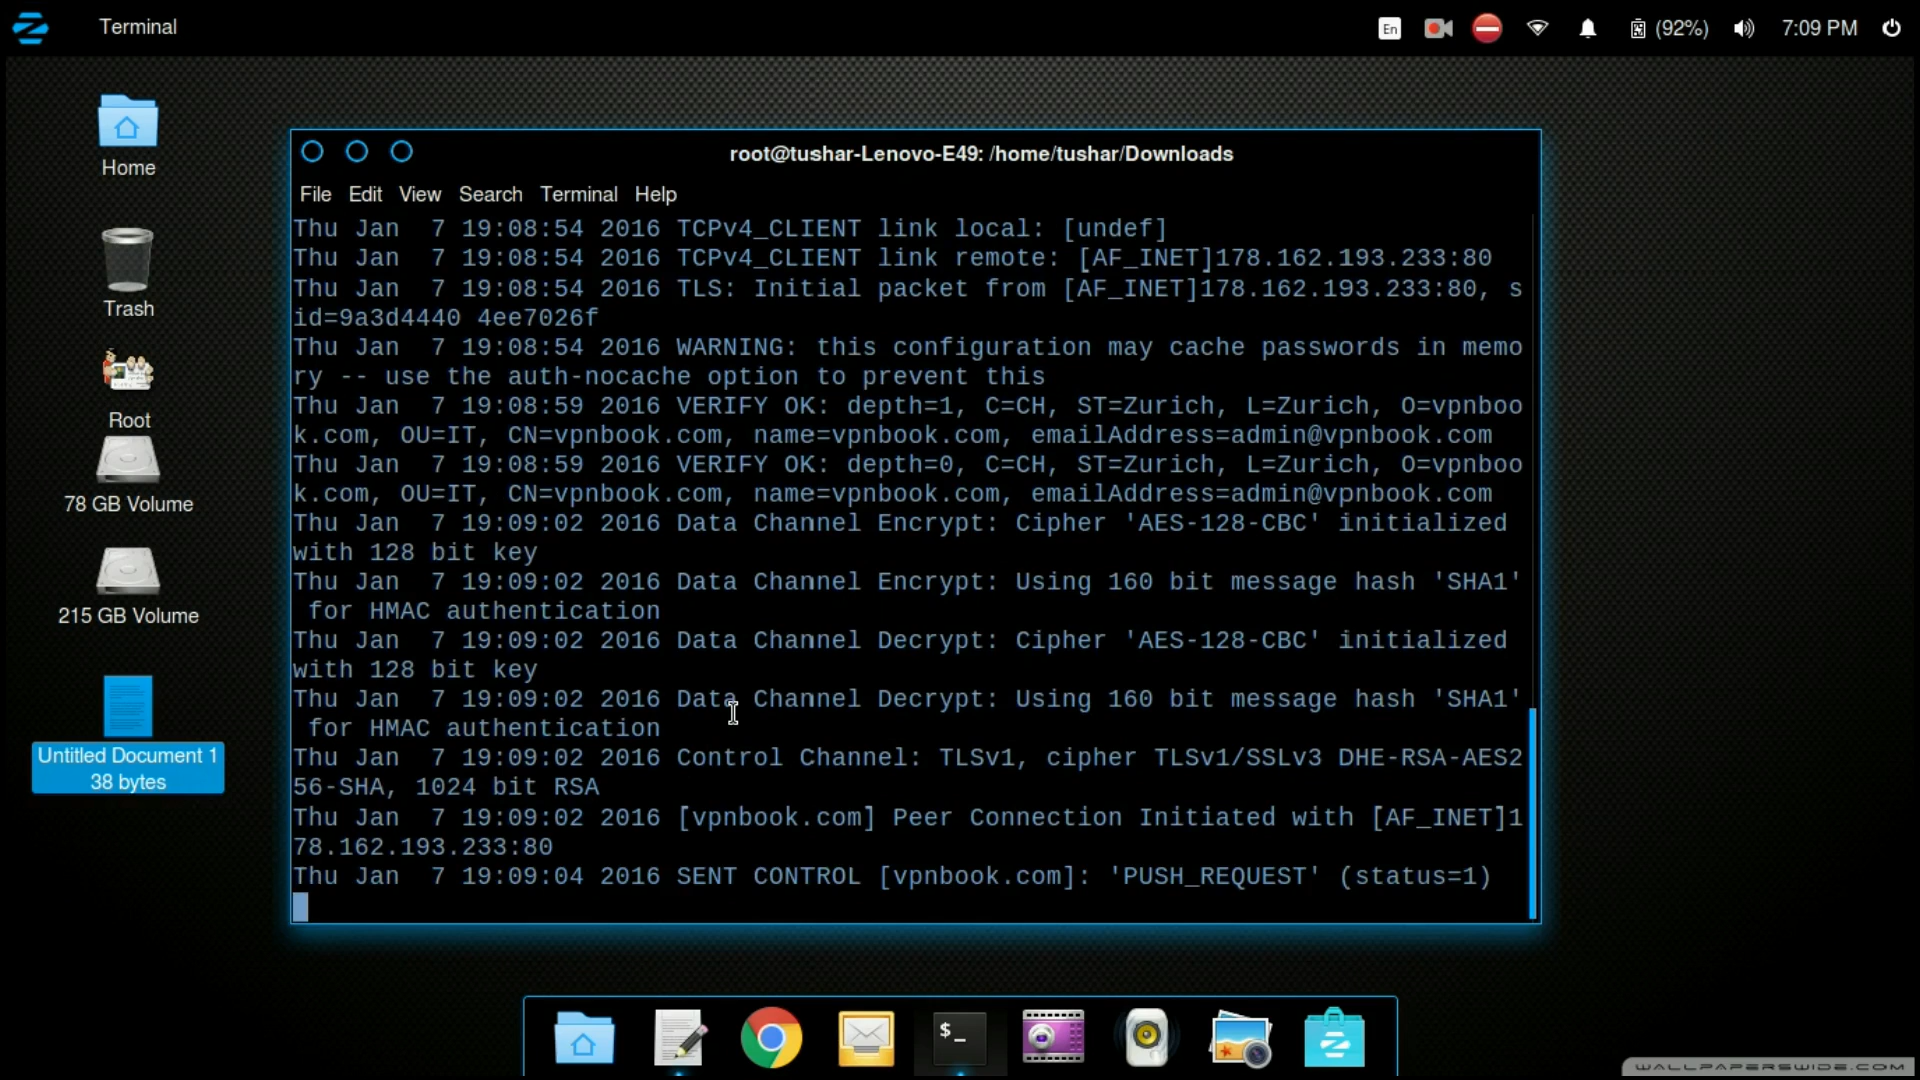 Terminal
En
(92%)
7:09 PM
Home
Trash
Root
78 GB Volume
215 GB Volume
Untitled Document 1
38 bytes
root@tushar-Lenovo-E49: /home/tushar/Downloads
File Edit View Search Terminal Help
Thu Jan  7 19:08:54 2016 TCPv4_CLIENT link local: [undef]
Thu Jan  7 19:08:54 2016 TCPv4_CLIENT link remote: [AF_INET]178.162.193.233:80
Thu Jan  7 19:08:54 2016 TLS: Initial packet from [AF_INET]178.162.193.233:80, s
id=9a3d4440 4ee7026f
Thu Jan  7 19:08:54 2016 WARNING: this configuration may cache passwords in memo
ry -- use the auth-nocache option to prevent this
Thu Jan  7 19:08:59 2016 VERIFY OK: depth=1, C=CH, ST=Zurich, L=Zurich, O=vpnboo
k.com, OU=IT, CN=vpnbook.com, name=vpnbook.com, emailAddress=admin@vpnbook.com
Thu Jan  7 19:08:59 2016 VERIFY OK: depth=0, C=CH, ST=Zurich, L=Zurich, O=vpnboo
k.com, OU=IT, CN=vpnbook.com, name=vpnbook.com, emailAddress=admin@vpnbook.com
Thu Jan  7 19:09:02 2016 Data Channel Encrypt: Cipher 'AES-128-CBC' initialized
with 128 bit key
Thu Jan  7 19:09:02 2016 Data Channel Encrypt: Using 160 bit message hash 'SHA1'
 for HMAC authentication
Thu Jan  7 19:09:02 2016 Data Channel Decrypt: Cipher 'AES-128-CBC' initialized
with 128 bit key
Thu Jan  7 19:09:02 2016 Data Channel Decrypt: Using 160 bit message hash 'SHA1'
 for HMAC authentication
Thu Jan  7 19:09:02 2016 Control Channel: TLSv1, cipher TLSv1/SSLv3 DHE-RSA-AES2
56-SHA, 1024 bit RSA
Thu Jan  7 19:09:02 2016 [vpnbook.com] Peer Connection Initiated with [AF_INET]1
78.162.193.233:80
Thu Jan  7 19:09:04 2016 SENT CONTROL [vpnbook.com]: 'PUSH_REQUEST' (status=1)
$_
WALLPAPERSWIDE.COM